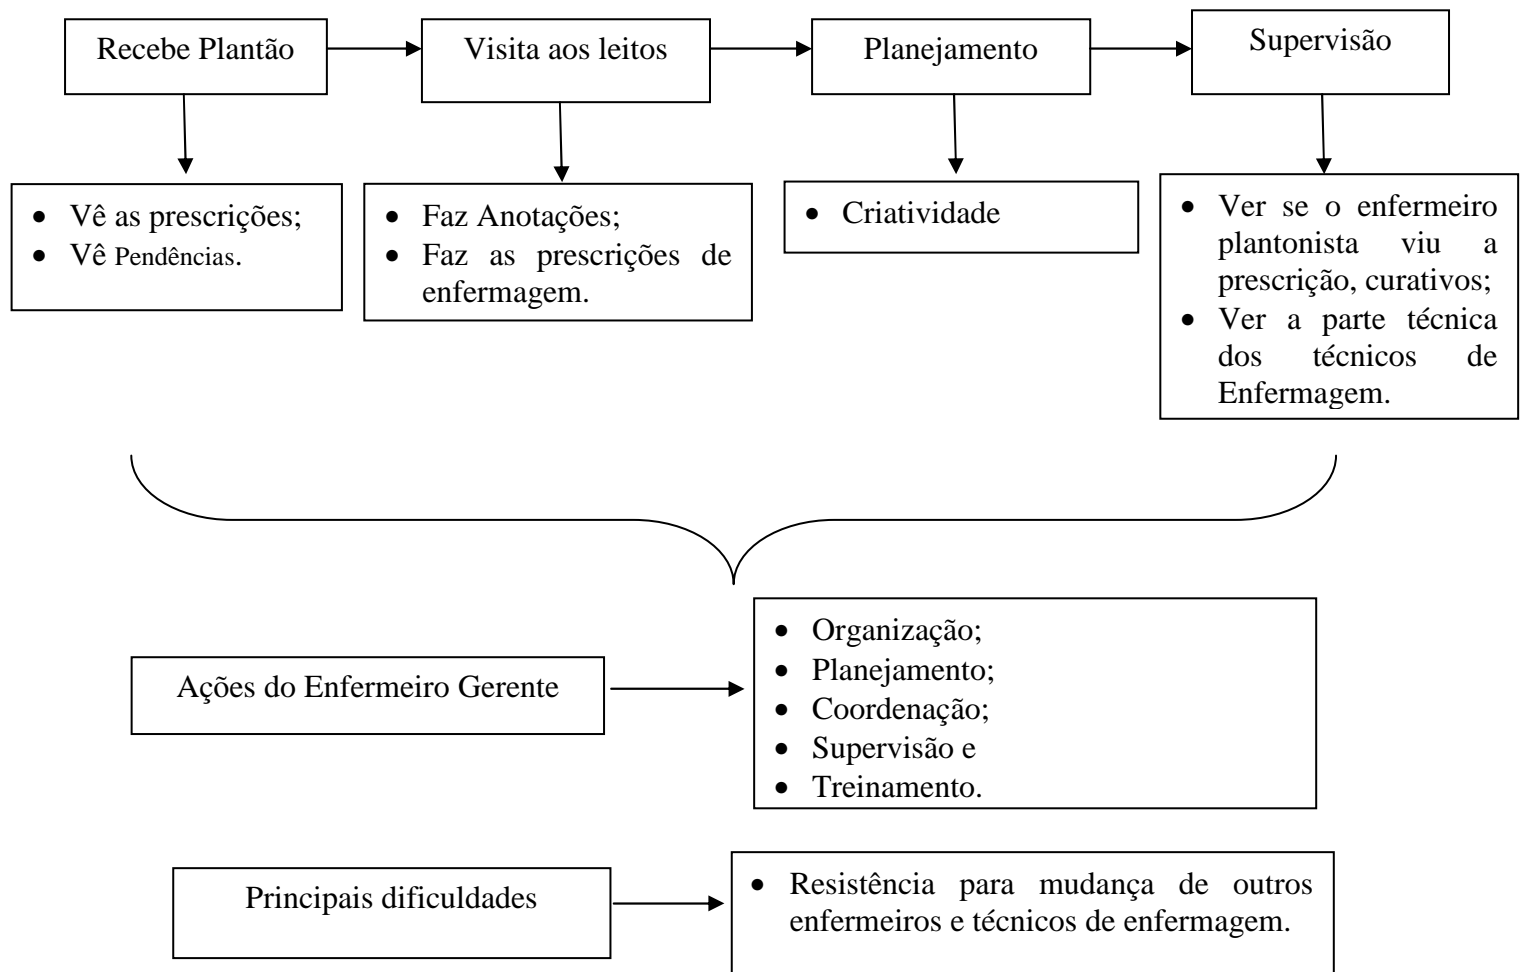 Recebe Plantão
Visita aos leitos
Planejamento
Supervisão
• Vê as prescrições;
• Vê Pendências.
• Faz Anotações;
• Faz as prescrições de
enfermagem.
• Criatividade
• Ver se o enfermeiro
plantonista viu a
prescrição, curativos;
• Ver a parte técnica
dos técnicos de
Enfermagem.
Ações do Enfermeiro Gerente
• Organização;
• Planejamento;
• Coordenação;
• Supervisão e
• Treinamento.
Principais dificuldades
• Resistência para mudança de outros
enfermeiros e técnicos de enfermagem.